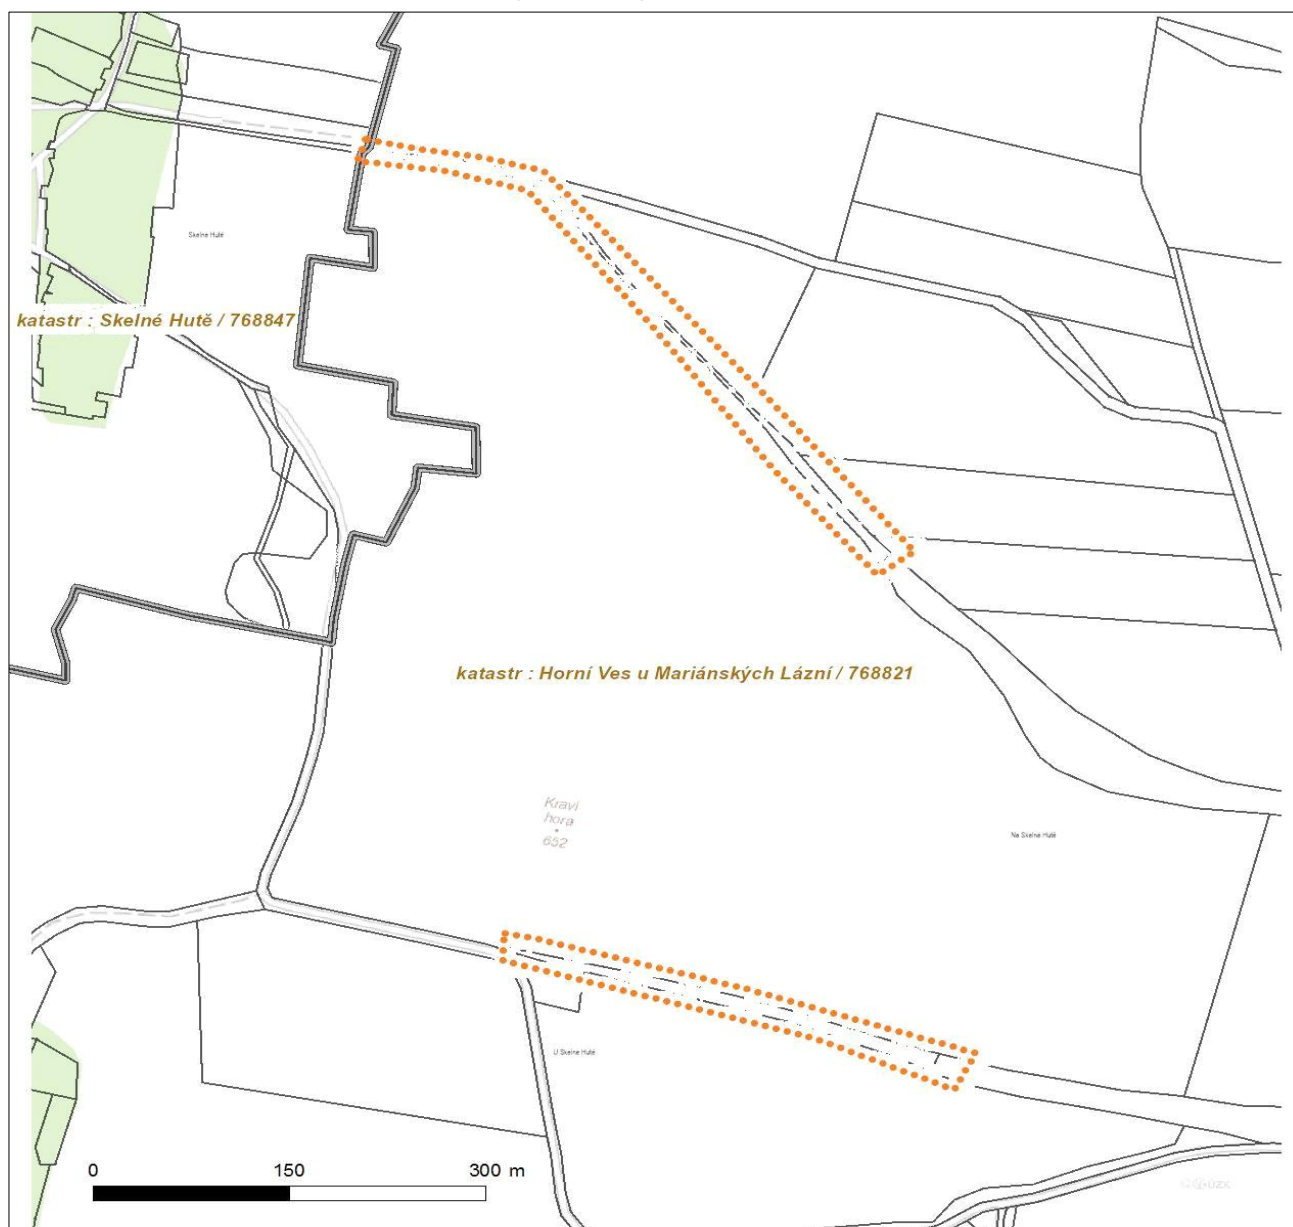 Skelné Hutě
katastr : Skelné Hutě / 768847
katastr : Horní Ves u Mariánských Lázní / 768821
Kraví
hora
652
Na Skelné Hutě
U Skelné Hutě
0 150 300 m